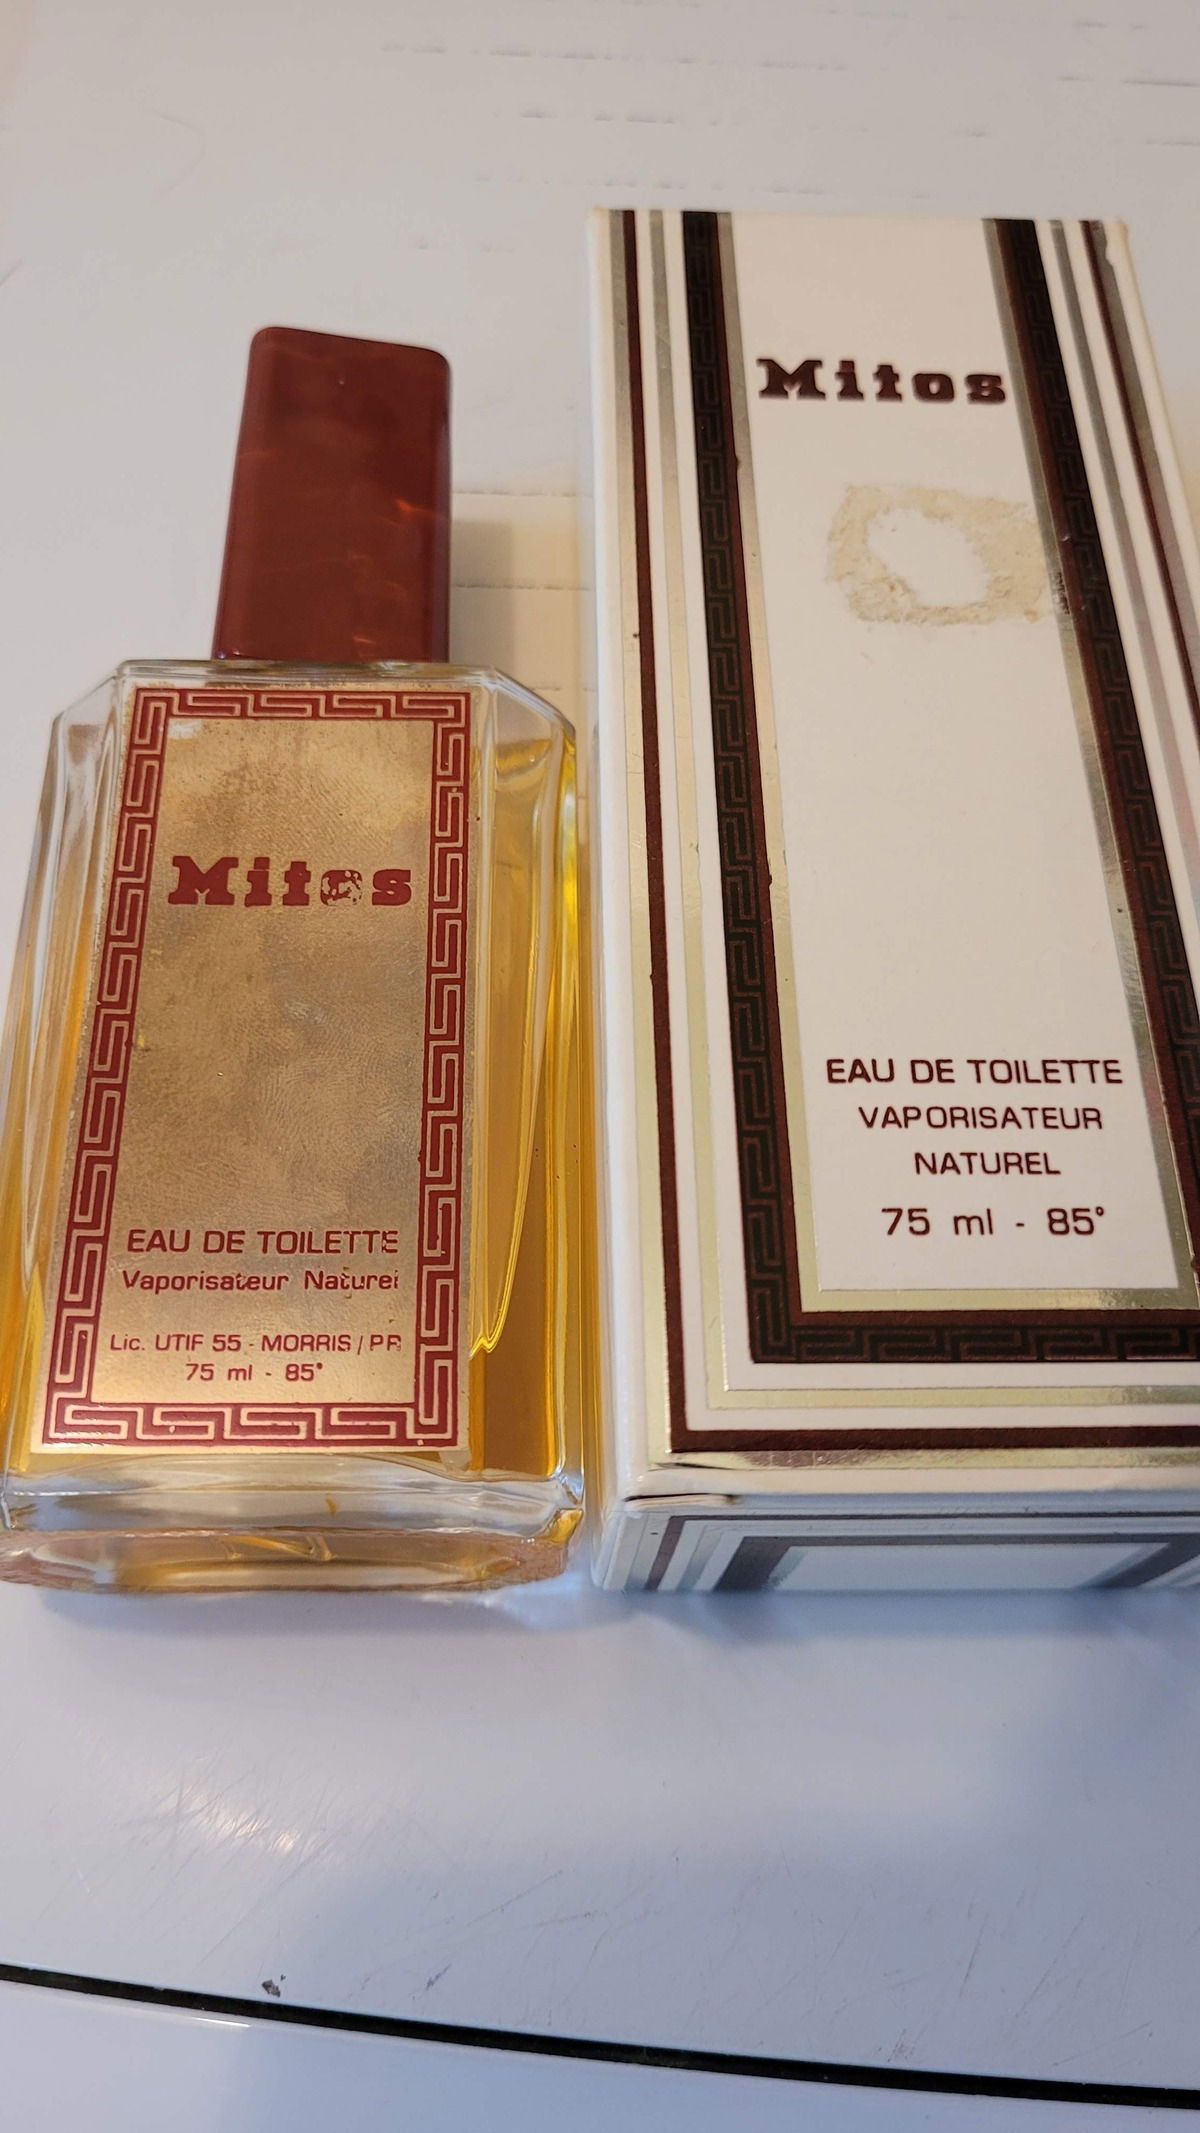 Mitos
EAU DE TOILETTE
Vaporisateur Naturel
Lic. UTIF 55 - MORRIS / PR
75 ml - 85°
Mitos
EAU DE TOILETTE
VAPORISATEUR
NATUREL
75 ml - 85°